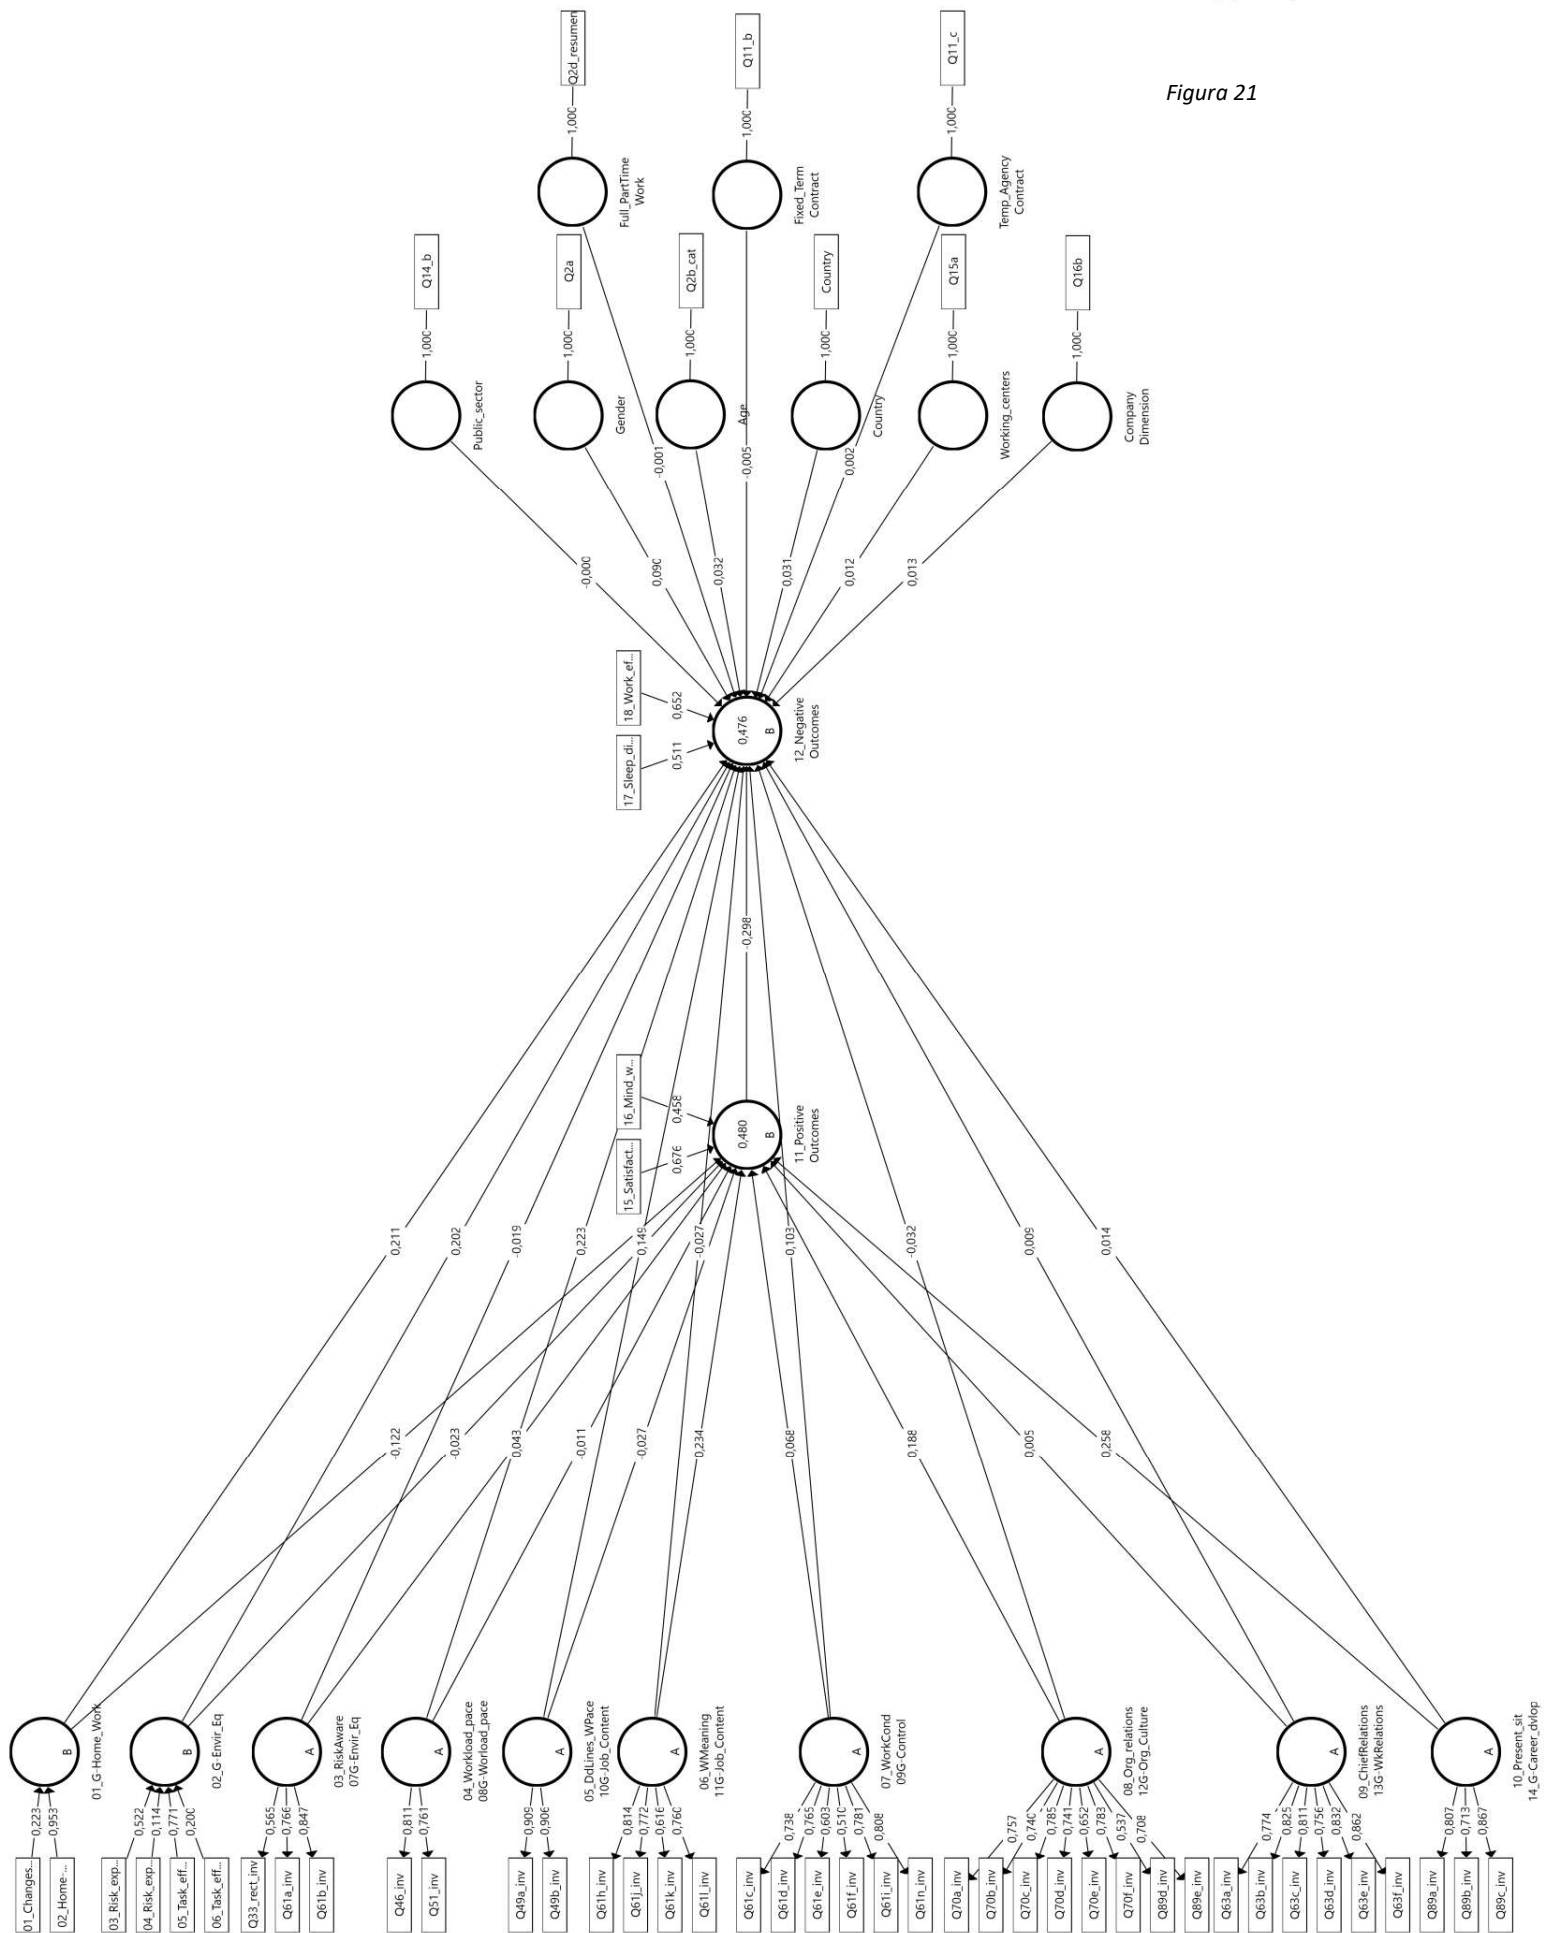 Figura 21
Q2d_resumen
Q11_b
Q11_c
1,000
1,000
1,000
Full_PartTime
Work
Fixed_Term
Contract
Temp_Agency
Contract
Q14_b
Q2a
Q2b_cat
Country
Q15a
Q16b
1,000
1,000
1,000
1,000
1,000
1,000
Public_sector
Gender
Age
Country
Working_centers
Company
Dimension
-0,001
-0,005
0,002
-0,000
0,090
0,032
0,031
0,012
0,013
18_Work_ef...
17_Sleep_di...
0,652
0,511
0,476
B
12_Negative
Outcomes
-0,298
16_Mind_w...
15_Satisfact...
0,458
0,676
0,480
B
11_Positive
Outcomes
0,211
0,202
-0,019
0,223
0,149
-0,027
0,103
-0,032
0,009
0,014
-0,122
-0,023
0,043
-0,011
-0,027
0,234
0,068
0,188
0,005
0,258
B
01_G-Home_Work
0,223
0,953
01_Changes...
02_Home-...
B
02_G-Envir_Eq
0,522
0,114
0,771
0,200
03_Risk_exp...
04_Risk_exp...
05_Task_eff...
06_Task_eff...
A
03_RiskAware
07G-Envir_Eq
0,565
0,766
0,847
Q33_rect_inv
Q61a_inv
Q61b_inv
A
04_Workload_pace
08G-Worload_pace
0,811
0,761
Q46_inv
Q51_inv
A
05_DdLines_WPace
10G-Job_Content
0,909
0,906
Q49a_inv
Q49b_inv
A
06_WMeaning
11G-Job_Content
0,814
0,772
0,616
0,760
Q61h_inv
Q61j_inv
Q61k_inv
Q61l_inv
A
07_WorkCond
09G-Control
0,738
0,765
0,603
0,510
0,781
0,808
Q61c_inv
Q61d_inv
Q61e_inv
Q61f_inv
Q61i_inv
Q61n_inv
A
08_Org_relations
12G-Org_Culture
0,757
0,740
0,785
0,741
0,652
0,783
0,537
0,708
Q70a_inv
Q70b_inv
Q70c_inv
Q70d_inv
Q70e_inv
Q70f_inv
Q89d_inv
Q89e_inv
A
09_ChiefRelations
13G-WkRelations
0,774
0,825
0,811
0,756
0,832
0,862
Q63a_inv
Q63b_inv
Q63c_inv
Q63d_inv
Q63e_inv
Q63f_inv
A
10_Present_sit
14_G-Career_dvlop
0,807
0,713
0,867
Q89a_inv
Q89b_inv
Q89c_inv